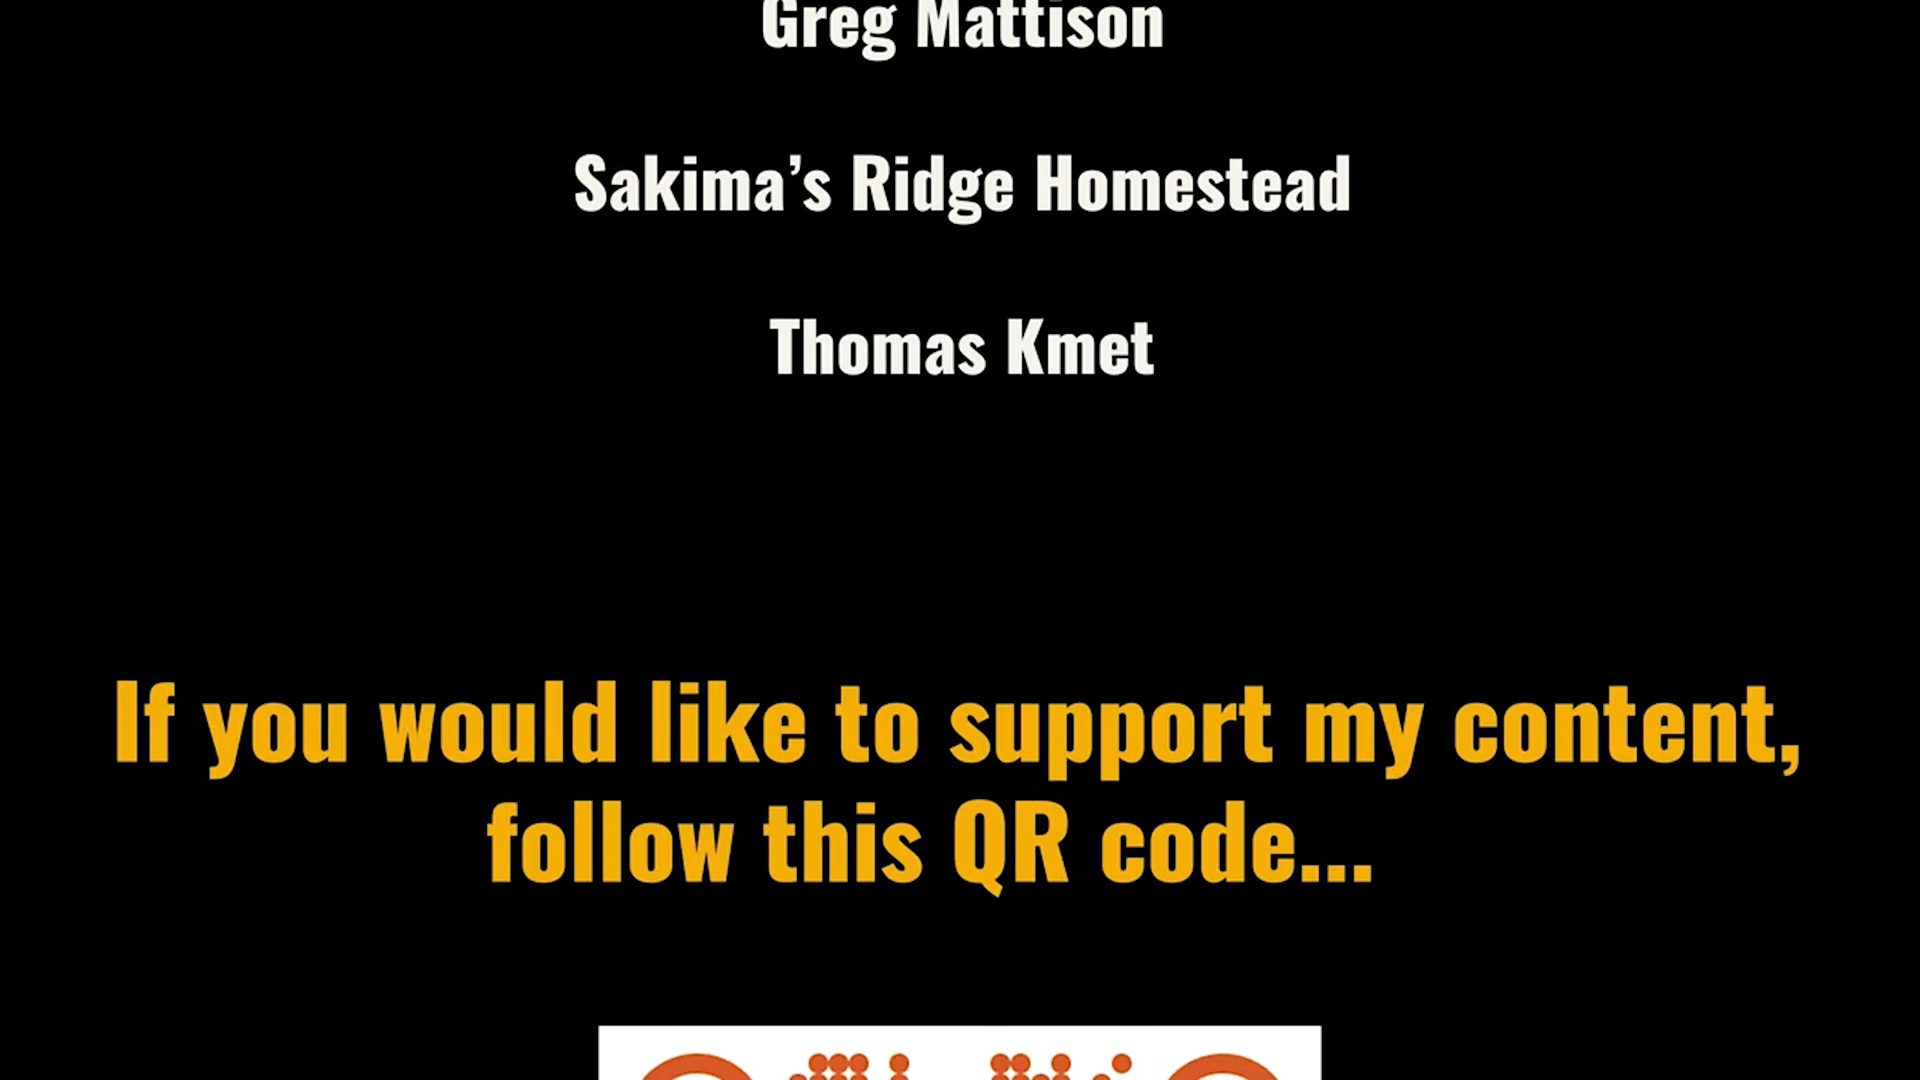 Greg Mattison
Sakima’s Ridge Homestead
Thomas Kmet
If you would like to support my content,
follow this QR code...